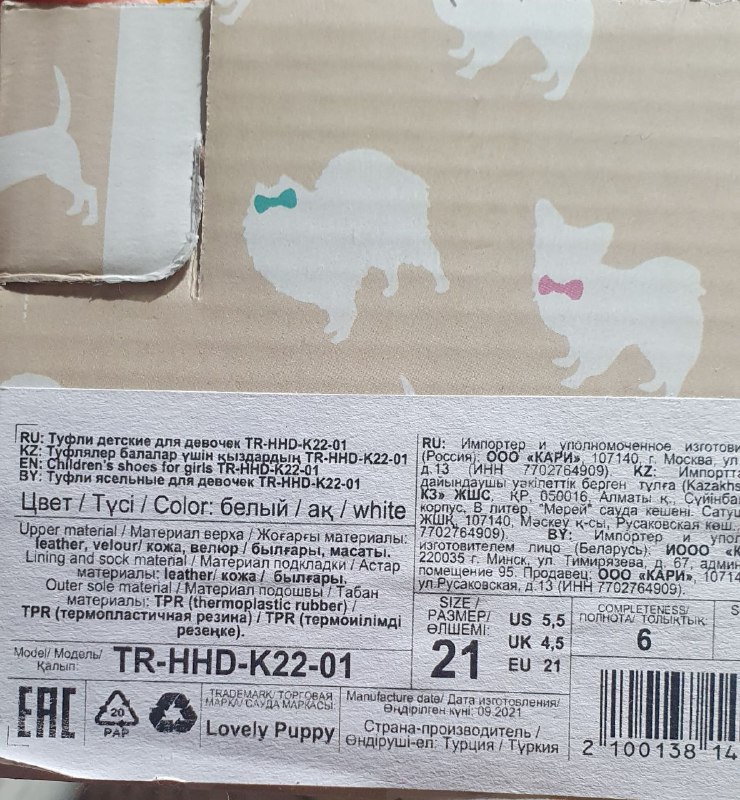 RU: Туфли детские для девочек TR-HHD-K22-01
KZ: Туфлялер балалар үшін қыздардың TR-HHD-K22-01
EN: Children's shoes for girls TR-HHD-K22-01
BY: Туфли ясельные для девочек TR-HHD-K22-01
Цвет / Түсі / Color: белый / ақ / white
Upper material / Материал верха / Жоғарғы материалы:
leather, velour/ кожа, велюр / былғары, масаты.
Lining and sock material / Материал подкладки / Астар
материалы: leather/ кожа / былғары.
Outer sole material / Материал подошвы / Табан
материалы: TPR (thermoplastic rubber) /
TPR (термопластичная резина) / TPR (термоиілімді
резеңке).
Model/ Модель/
Қалып:
TR-HHD-K22-01
EAC
20
PAP
TRADEMARK/ ТОРГОВАЯ
МАРКА/ САУДА МАРКАСЫ:
Lovely Puppy
RU: Импортер и уполномоченное изготови
(Россия): ООО «КАРИ», 107140, г. Москва, ул
д.13 (ИНН 7702764909). KZ: Импортта
дайындаушы уәкілеттік берген тұлға (Kazakhs
КЗ» ЖШС, ҚР, 050016, Алматы қ., Сүйінба
корпус, В литер, "Мерей" сауда кешені. Сатуш
ЖШҚ, 107140, Мәскеу қ-сы, Русаковская көш.,
7702764909). BY: Импортер и упол
изготовителем лицо (Беларусь): ИООО «К
220035 г. Минск, ул. Тимирязева, д. 67, админ
помещение 95. Продавец: ООО «КАРИ», 10714
ул.Русаковская, д.13 (ИНН 7702764909).
SIZE /
РАЗМЕР/
ӨЛШЕМІ:
21
US 5,5
UK 4,5
EU 21
COMPLETENESS/
ПОЛНОТА/ ТОЛЫҚТЫҚ:
6
S
Manufacture date/ Дата изготовления/
Өндірілген күні: 09.2021
Страна-производитель /
Өндіруші-ел: Турция / Түркия
2 100138 14